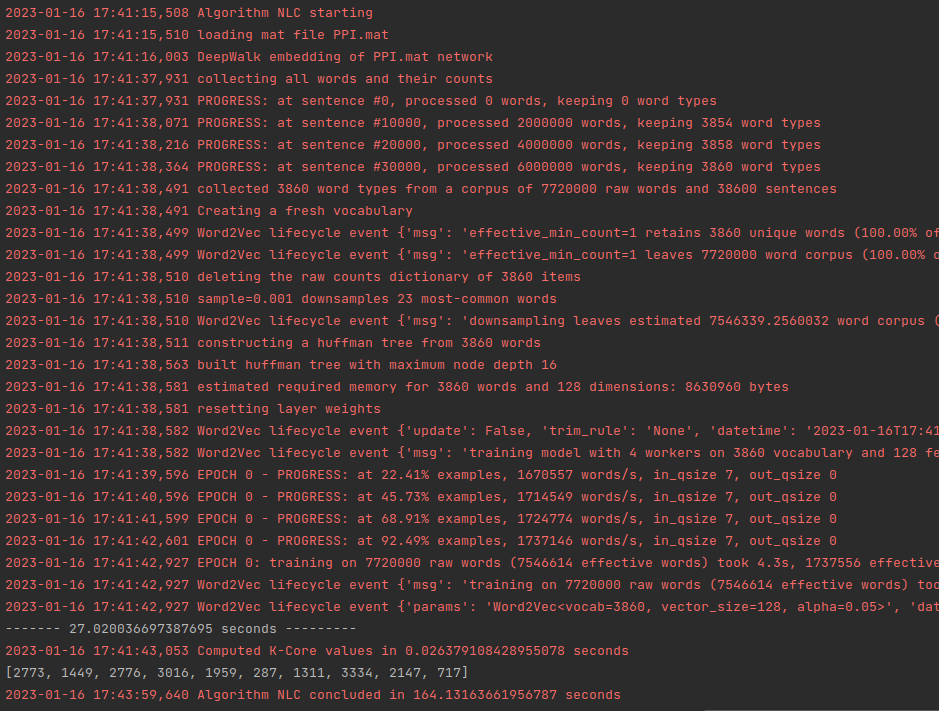 2023-01-16 17:41:15,508 Algorithm NLC starting
2023-01-16 17:41:15,510 loading mat file PPI.mat
2023-01-16 17:41:16,003 DeepWalk embedding of PPI.mat network
2023-01-16 17:41:37,931 collecting all words and their counts
2023-01-16 17:41:37,931 PROGRESS: at sentence #0, processed 0 words, keeping 0 word types
2023-01-16 17:41:38,071 PROGRESS: at sentence #10000, processed 2000000 words, keeping 3854 word types
2023-01-16 17:41:38,216 PROGRESS: at sentence #20000, processed 4000000 words, keeping 3858 word types
2023-01-16 17:41:38,364 PROGRESS: at sentence #30000, processed 6000000 words, keeping 3860 word types
2023-01-16 17:41:38,491 collected 3860 word types from a corpus of 7720000 raw words and 38600 sentences
2023-01-16 17:41:38,491 Creating a fresh vocabulary
2023-01-16 17:41:38,499 Word2Vec lifecycle event {'msg': 'effective_min_count=1 retains 3860 unique words (100.00% of
2023-01-16 17:41:38,499 Word2Vec lifecycle event {'msg': 'effective_min_count=1 leaves 7720000 word corpus (100.00% o
2023-01-16 17:41:38,510 deleting the raw counts dictionary of 3860 items
2023-01-16 17:41:38,510 sample=0.001 downsamples 23 most-common words
2023-01-16 17:41:38,510 Word2Vec lifecycle event {'msg': 'downsampling leaves estimated 7546339.2560032 word corpus (
2023-01-16 17:41:38,511 constructing a huffman tree from 3860 words
2023-01-16 17:41:38,563 built huffman tree with maximum node depth 16
2023-01-16 17:41:38,581 estimated required memory for 3860 words and 128 dimensions: 8630960 bytes
2023-01-16 17:41:38,581 resetting layer weights
2023-01-16 17:41:38,582 Word2Vec lifecycle event {'update': False, 'trim_rule': 'None', 'datetime': '2023-01-16T17:41
2023-01-16 17:41:38,582 Word2Vec lifecycle event {'msg': 'training model with 4 workers on 3860 vocabulary and 128 fe
2023-01-16 17:41:39,596 EPOCH 0 - PROGRESS: at 22.41% examples, 1670557 words/s, in_qsize 7, out_qsize 0
2023-01-16 17:41:40,596 EPOCH 0 - PROGRESS: at 45.73% examples, 1714549 words/s, in_qsize 7, out_qsize 0
2023-01-16 17:41:41,599 EPOCH 0 - PROGRESS: at 68.91% examples, 1724774 words/s, in_qsize 7, out_qsize 0
2023-01-16 17:41:42,601 EPOCH 0 - PROGRESS: at 92.49% examples, 1737146 words/s, in_qsize 7, out_qsize 0
2023-01-16 17:41:42,927 EPOCH 0: training on 7720000 raw words (7546614 effective words) took 4.3s, 1737556 effective
2023-01-16 17:41:42,927 Word2Vec lifecycle event {'msg': 'training on 7720000 raw words (7546614 effective words) too
2023-01-16 17:41:42,927 Word2Vec lifecycle event {'params': 'Word2Vec<vocab=3860, vector_size=128, alpha=0.05>', 'dat
------- 27.020036697387695 seconds ---------
2023-01-16 17:41:43,053 Computed K-Core values in 0.026379108428955078 seconds
[2773, 1449, 2776, 3016, 1959, 287, 1311, 3334, 2147, 717]
2023-01-16 17:43:59,640 Algorithm NLC concluded in 164.13163661956787 seconds